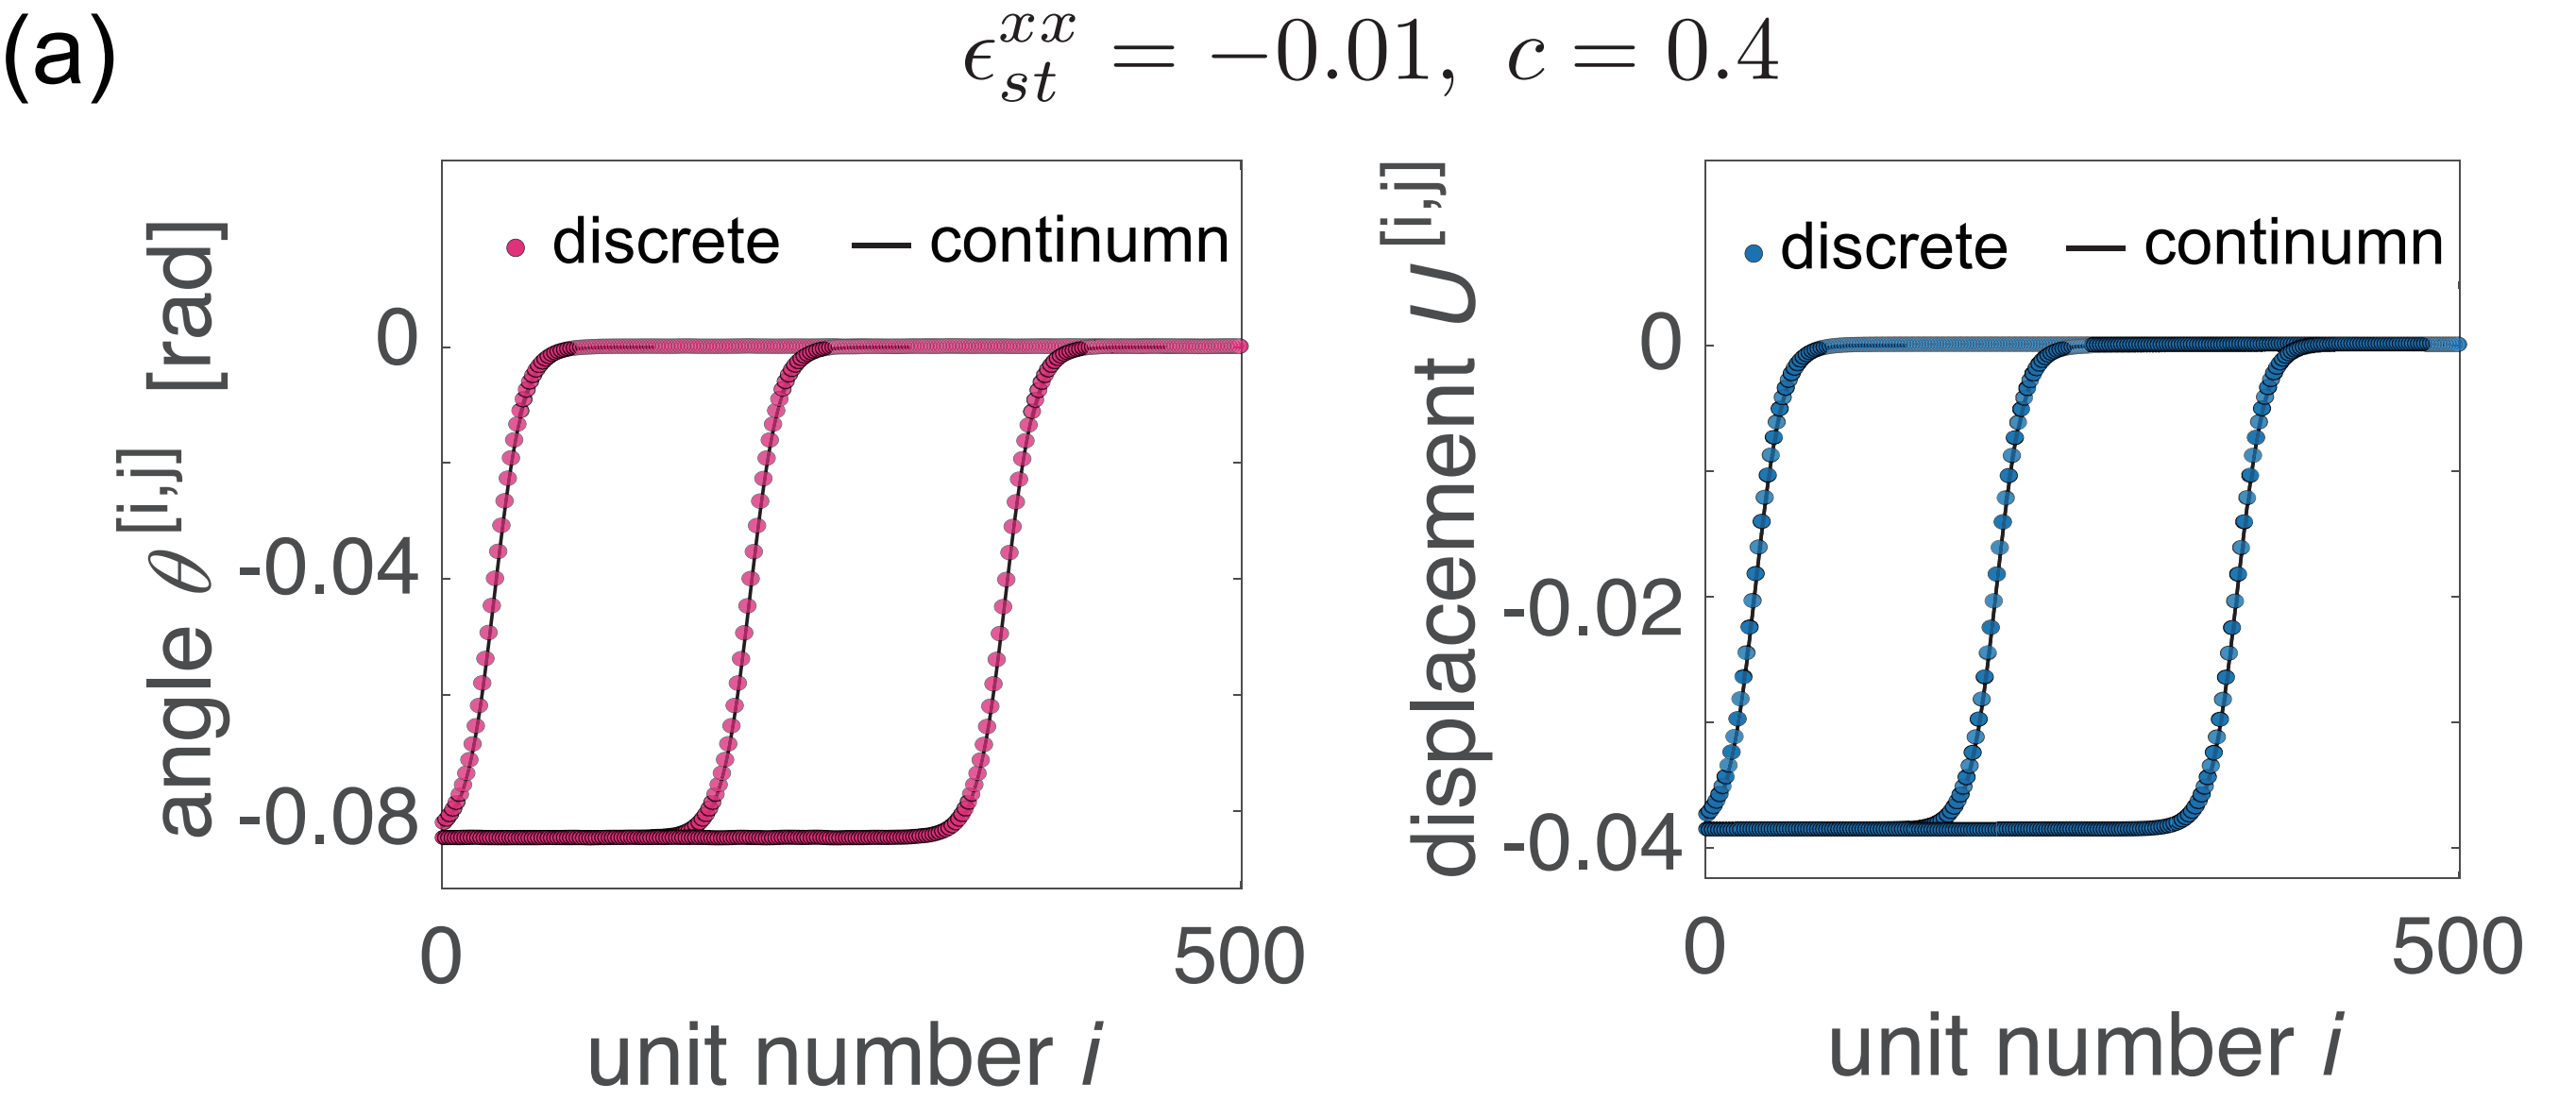 (a)
ϵ_{st}^{xx} = −0.01, c = 0.4
angle θ^{[i,j]} [rad]
discrete continumn
0
-0.04
-0.08
0 500
unit number i
displacement U^{[i,j]}
discrete continumn
0
-0.02
-0.04
0 500
unit number i